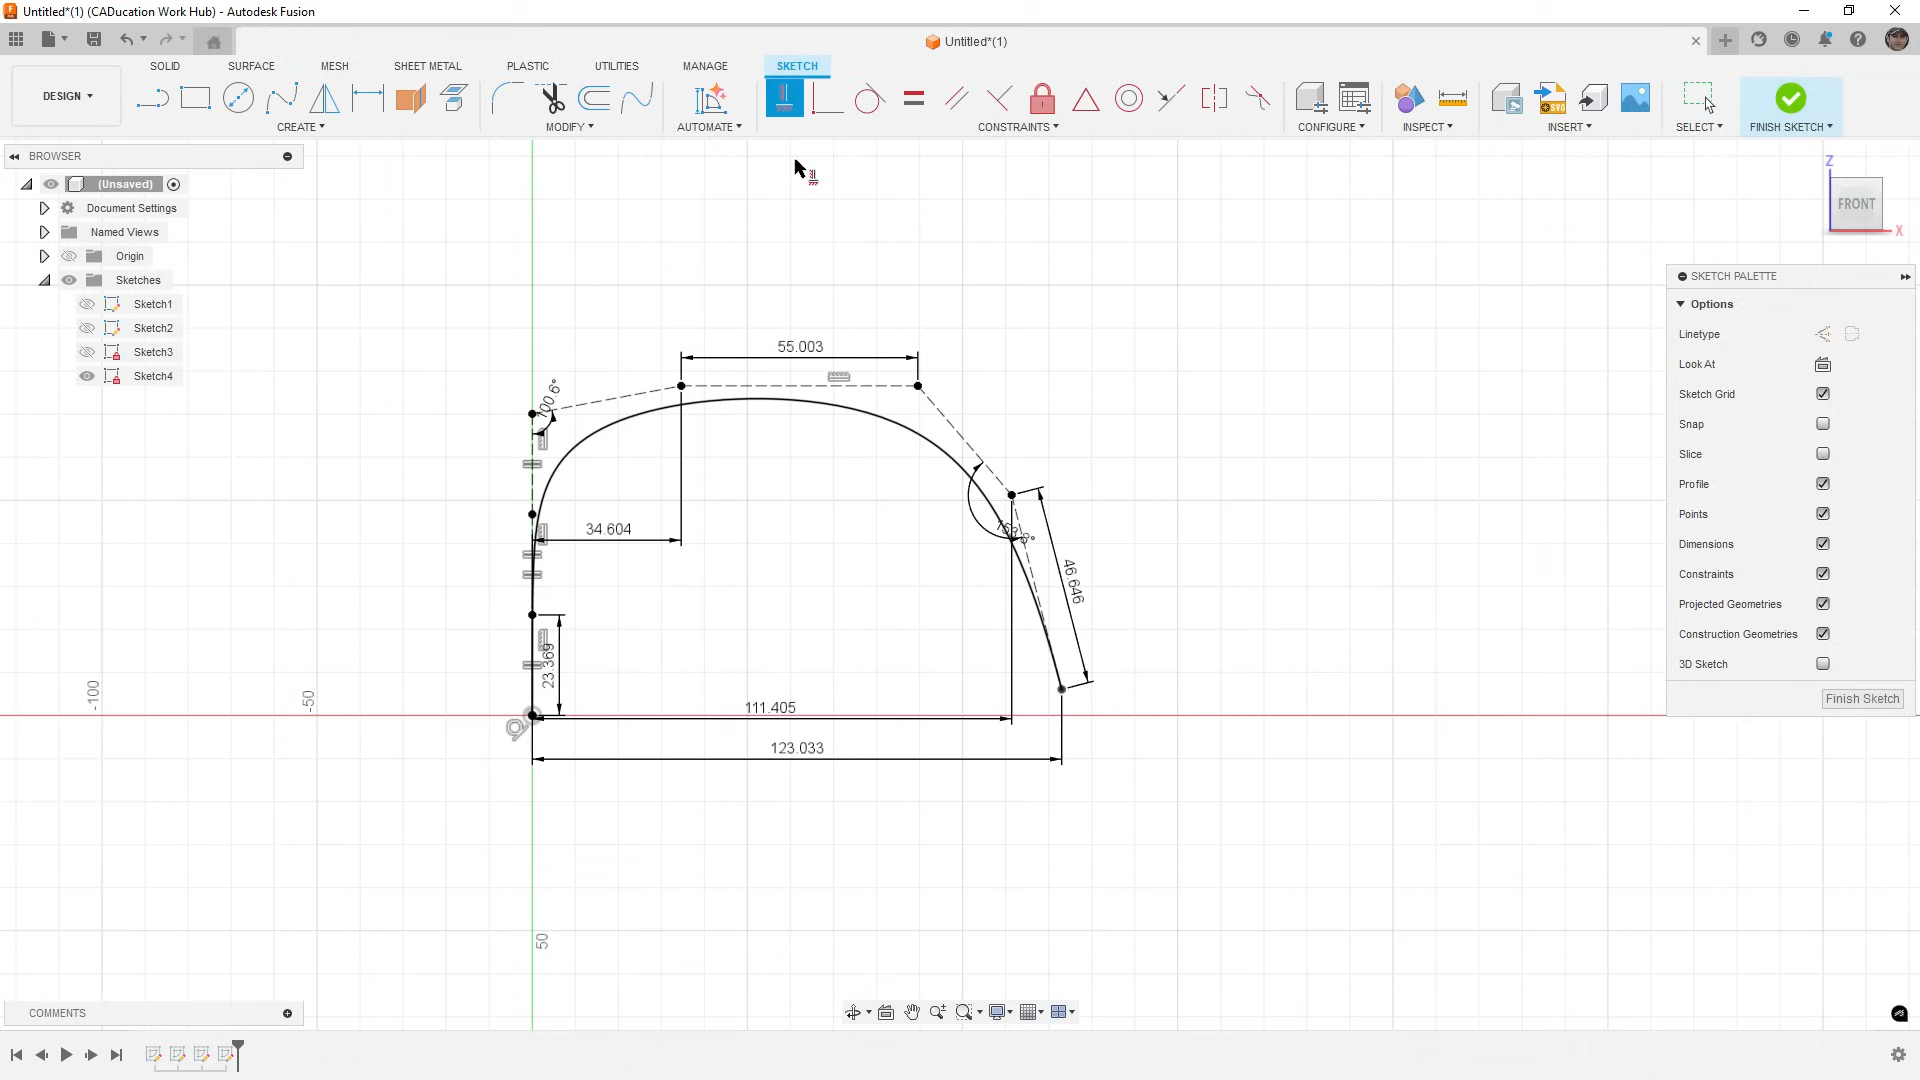 Untitled*(1) (CADucation Work Hub) - Autodesk Fusion
Untitled*(1)
SOLID SURFACE MESH SHEET METAL PLASTIC UTILITIES MANAGE SKETCH
DESIGN
CREATE MODIFY AUTOMATE CONSTRAINTS CONFIGURE INSPECT INSERT SELECT FINISH SKETCH
BROWSER
(Unsaved)
Document Settings
Named Views
Origin
Sketches
Sketch1
Sketch2
Sketch3
Sketch4
Z
FRONT
X
55.003
100.6°
34.604
46.646
23.369
111.405
123.033
-100
-50
50
SKETCH PALETTE
Options
Linetype
Look At
Sketch Grid
Snap
Slice
Profile
Points
Dimensions
Constraints
Projected Geometries
Construction Geometries
3D Sketch
Finish Sketch
COMMENTS